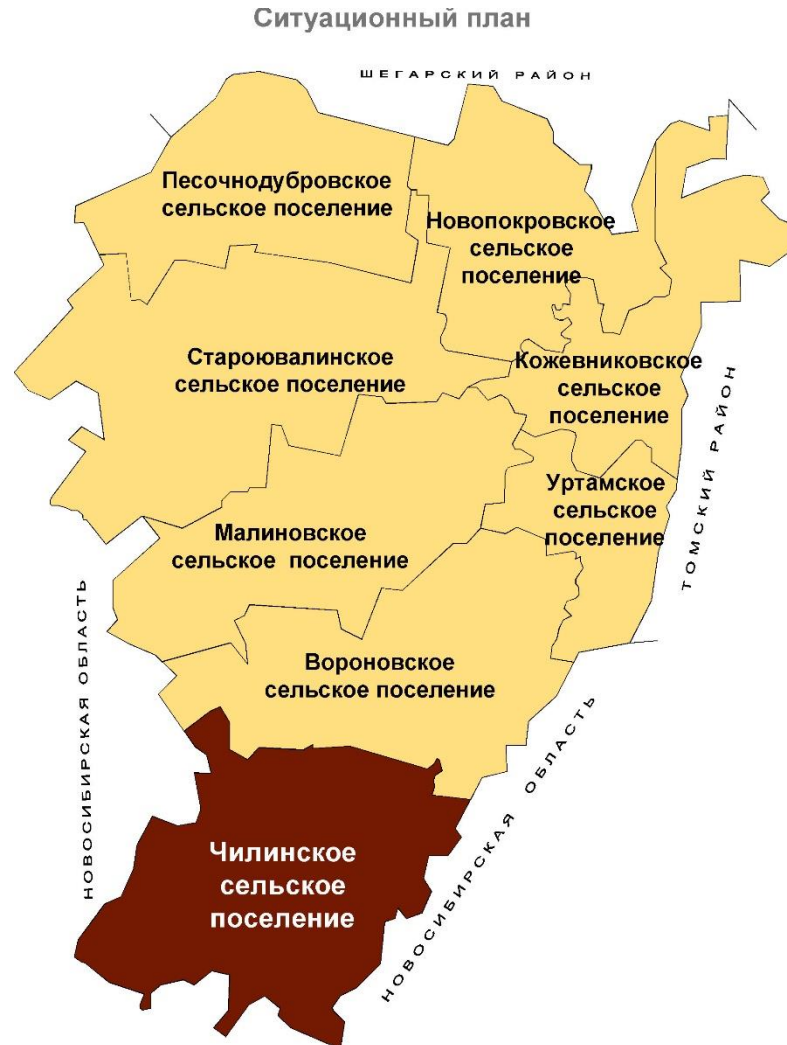 Ситуационный план
ШЕГАРСКИЙ РАЙОН
Песочнодубровское
сельское поселение
Новопокровское
сельское
поселение
Староювалинское
сельское поселение
Кожевниковское
сельское
поселение
ТОМСКИЙ РАЙОН
Уртамское
сельское
поселение
Малиновское
сельское поселение
НОВОСИБИРСКАЯ ОБЛАСТЬ
Вороновское
сельское поселение
НОВОСИБИРСКАЯ ОБЛАСТЬ
Чилинское
сельское
поселение